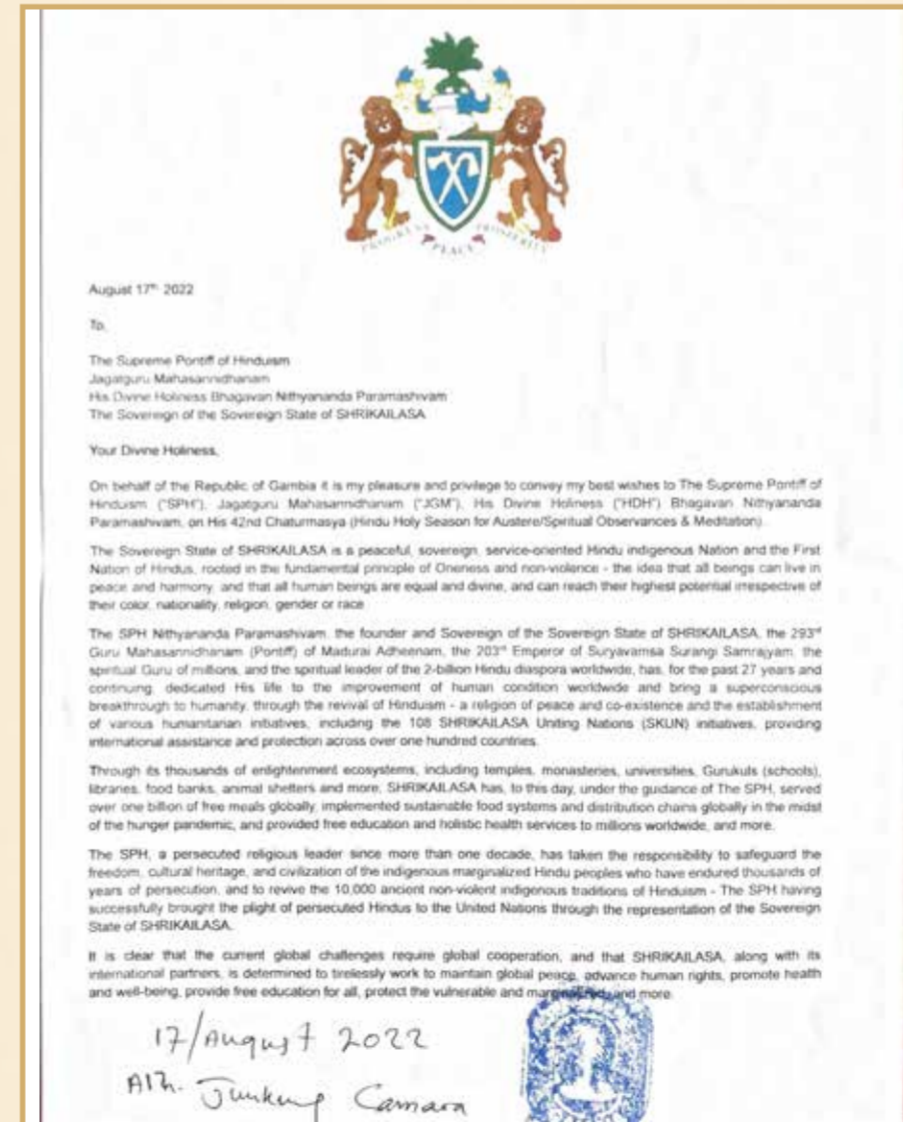 PROGRESS PEACE PROSPERITY
August 17th 2022
To,
The Supreme Pontiff of Hinduism
Jagatguru Mahasannidhanam
His Divine Holiness Bhagavan Nithyananda Paramashivam
The Sovereign of the Sovereign State of SHRIKAILASA
Your Divine Holiness,
On behalf of the Republic of Gambia it is my pleasure and privilege to convey my best wishes to The Supreme Pontiff of
Hinduism ("SPH"), Jagatguru Mahasannidhanam ("JGM"), His Divine Holiness ("HDH") Bhagavan Nithyananda
Paramashivam, on His 42nd Chaturmasya (Hindu Holy Season for Austere/Spiritual Observances & Meditation).
The Sovereign State of SHRIKAILASA is a peaceful, sovereign, service-oriented Hindu indigenous Nation and the First
Nation of Hindus, rooted in the fundamental principle of Oneness and non-violence - the idea that all beings can live in
peace and harmony, and that all human beings are equal and divine, and can reach their highest potential irrespective of
their color, nationality, religion, gender or race
The SPH Nithyananda Paramashivam, the founder and Sovereign of the Sovereign State of SHRIKAILASA, the 293rd
Guru Mahasannidhanam (Pontiff) of Madurai Adheenam, the 203rd Emperor of Suryavamsa Surangi Samrajyam, the
spiritual Guru of millions, and the spiritual leader of the 2-billion Hindu diaspora worldwide, has, for the past 27 years and
continuing, dedicated His life to the improvement of human condition worldwide and bring a superconscious
breakthrough to humanity, through the revival of Hinduism - a religion of peace and co-existence and the establishment
of various humanitarian initiatives, including the 108 SHRIKAILASA Uniting Nations (SKUN) initiatives, providing
international assistance and protection across over one hundred countries.
Through its thousands of enlightenment ecosystems, including temples, monasteries, universities, Gurukuls (schools),
libraries, food banks, animal shelters and more, SHRIKAILASA has, to this day, under the guidance of The SPH, served
over one billion of free meals globally, implemented sustainable food systems and distribution chains globally in the midst
of the hunger pandemic, and provided free education and holistic health services to millions worldwide, and more.
The SPH, a persecuted religious leader since more than one decade, has taken the responsibility to safeguard the
freedom, cultural heritage, and civilization of the indigenous marginalized Hindu peoples who have endured thousands of
years of persecution, and to revive the 10,000 ancient non-violent indigenous traditions of Hinduism - The SPH having
successfully brought the plight of persecuted Hindus to the United Nations through the representation of the Sovereign
State of SHRIKAILASA.
It is clear that the current global challenges require global cooperation, and that SHRIKAILASA, along with its
international partners, is determined to tirelessly work to maintain global peace, advance human rights, promote health
and well-being, provide free education for all, protect the vulnerable and marginalized, and more.
17/August 2022
Alh. Junkung Camara